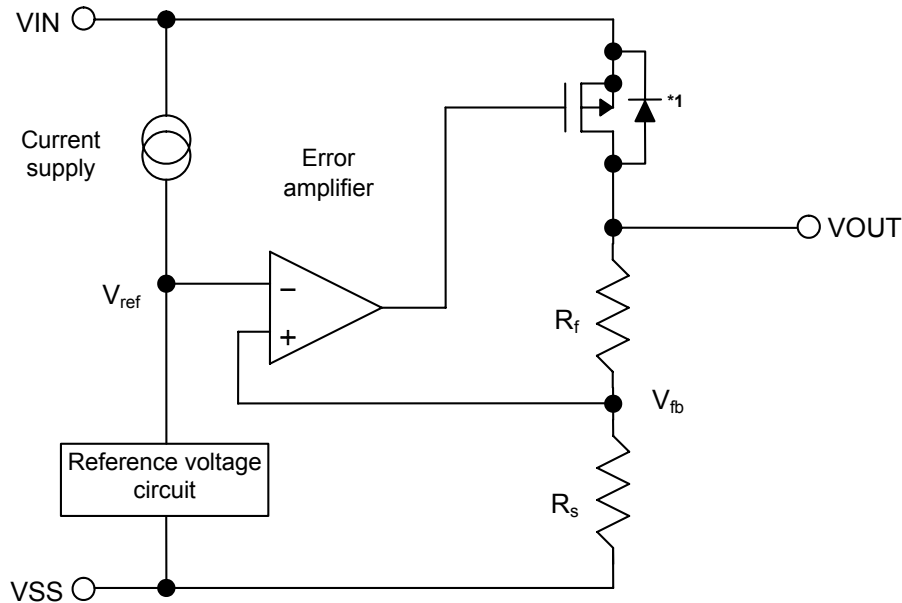 VIN
*1
Current
supply
Error
amplifier
VOUT
Vref
−
+
Rf
Vfb
Reference voltage
circuit
Rs
VSS